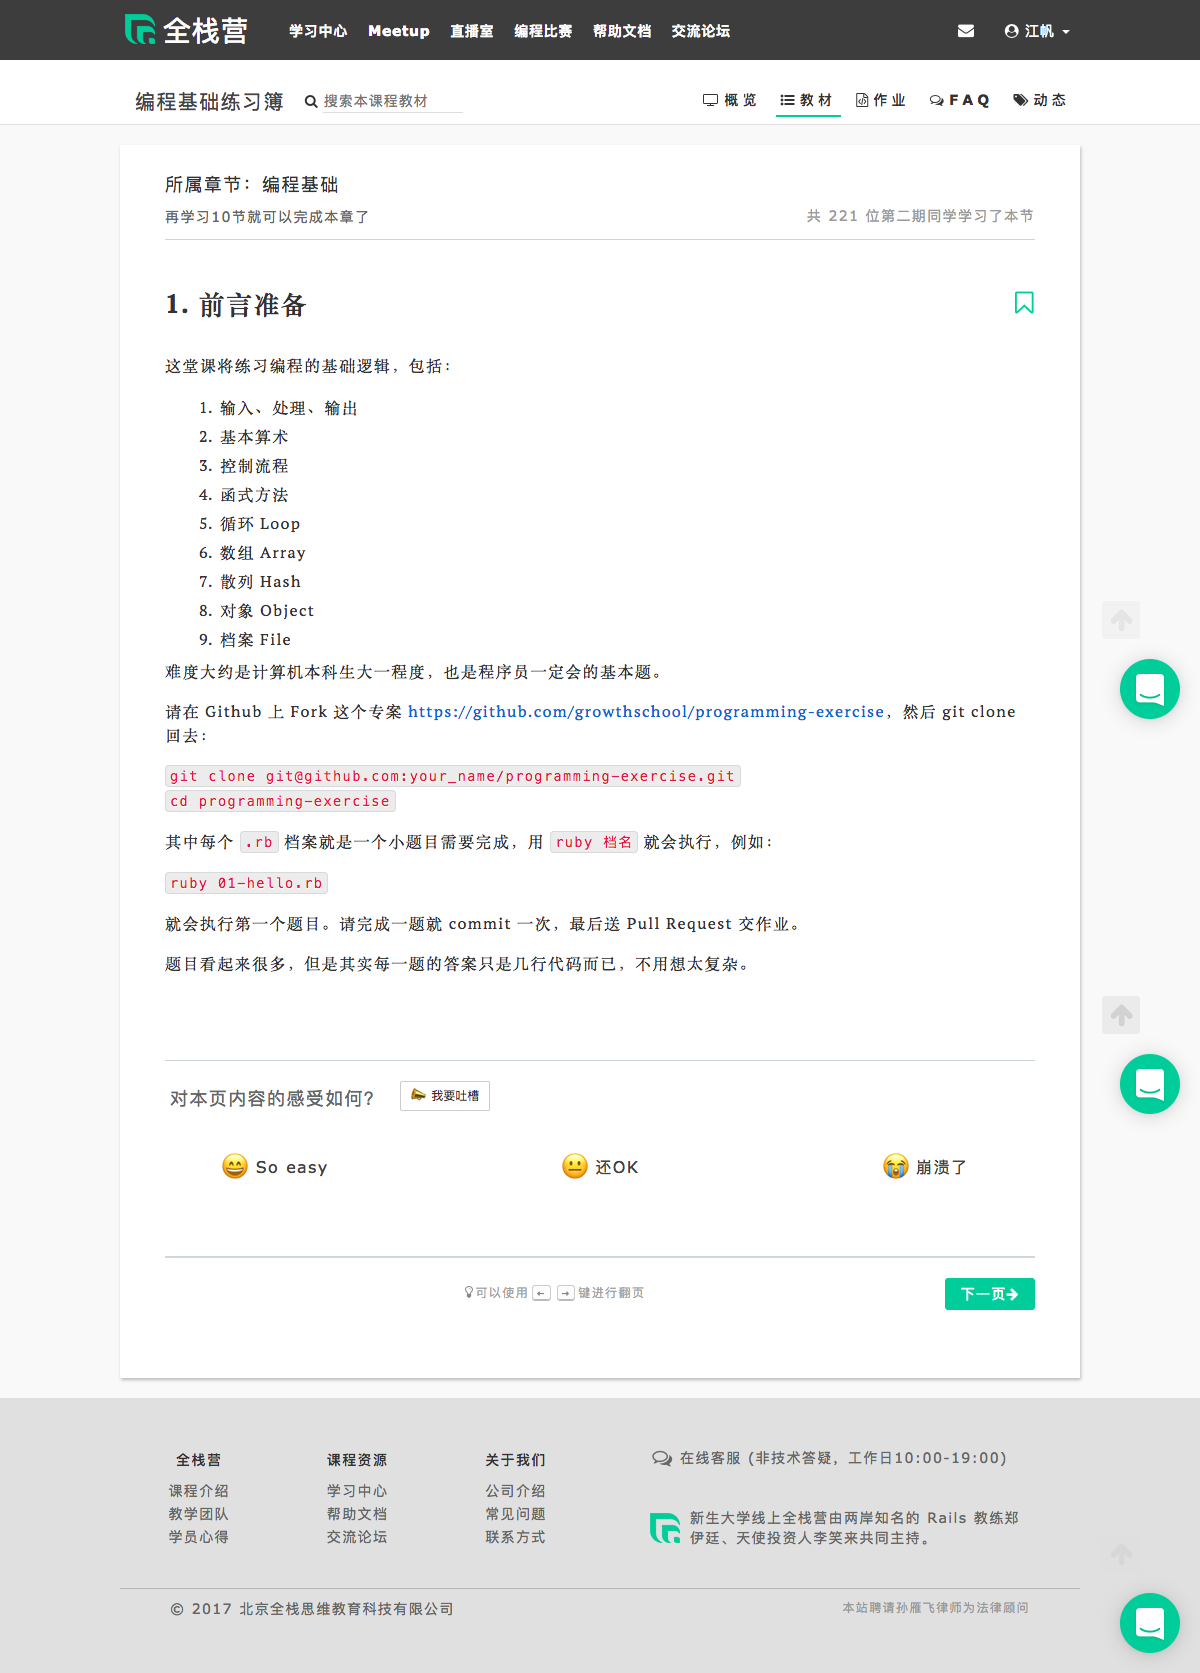 全栈营 学习中心 Meetup 直播室 编程比赛 帮助文档 交流论坛 江帆
编程基础练习簿 搜索本课程教材 概览 教材 作业 FAQ 动态
所属章节：编程基础
再学习10节就可以完成本章了 共 221 位第二期同学学习了本节
1. 前言准备
这堂课将练习编程的基础逻辑，包括：
1. 输入、处理、输出
2. 基本算术
3. 控制流程
4. 函式方法
5. 循环 Loop
6. 数组 Array
7. 散列 Hash
8. 对象 Object
9. 档案 File
难度大约是计算机本科生大一程度，也是程序员一定会的基本题。
请在 Github 上 Fork 这个专案 https://github.com/growthschool/programming-exercise，然后 git clone
回去：
git clone git@github.com:your_name/programming-exercise.git
cd programming-exercise
其中每个 .rb 档案就是一个小题目需要完成，用 ruby 档名 就会执行，例如：
ruby 01-hello.rb
就会执行第一个题目。请完成一题就 commit 一次，最后送 Pull Request 交作业。
题目看起来很多，但是其实每一题的答案只是几行代码而已，不用想太复杂。
对本页内容的感受如何？ 我要吐槽
So easy 还OK 崩溃了
可以使用 ← → 键进行翻页 下一页
全栈营 课程资源 关于我们 在线客服 (非技术答疑，工作日10:00-19:00)
课程介绍 学习中心 公司介绍
教学团队 帮助文档 常见问题 新生大学线上全栈营由两岸知名的 Rails 教练郑
学员心得 交流论坛 联系方式 伊廷、天使投资人李笑来共同主持。
© 2017 北京全栈思维教育科技有限公司 本站聘请孙雁飞律师为法律顾问